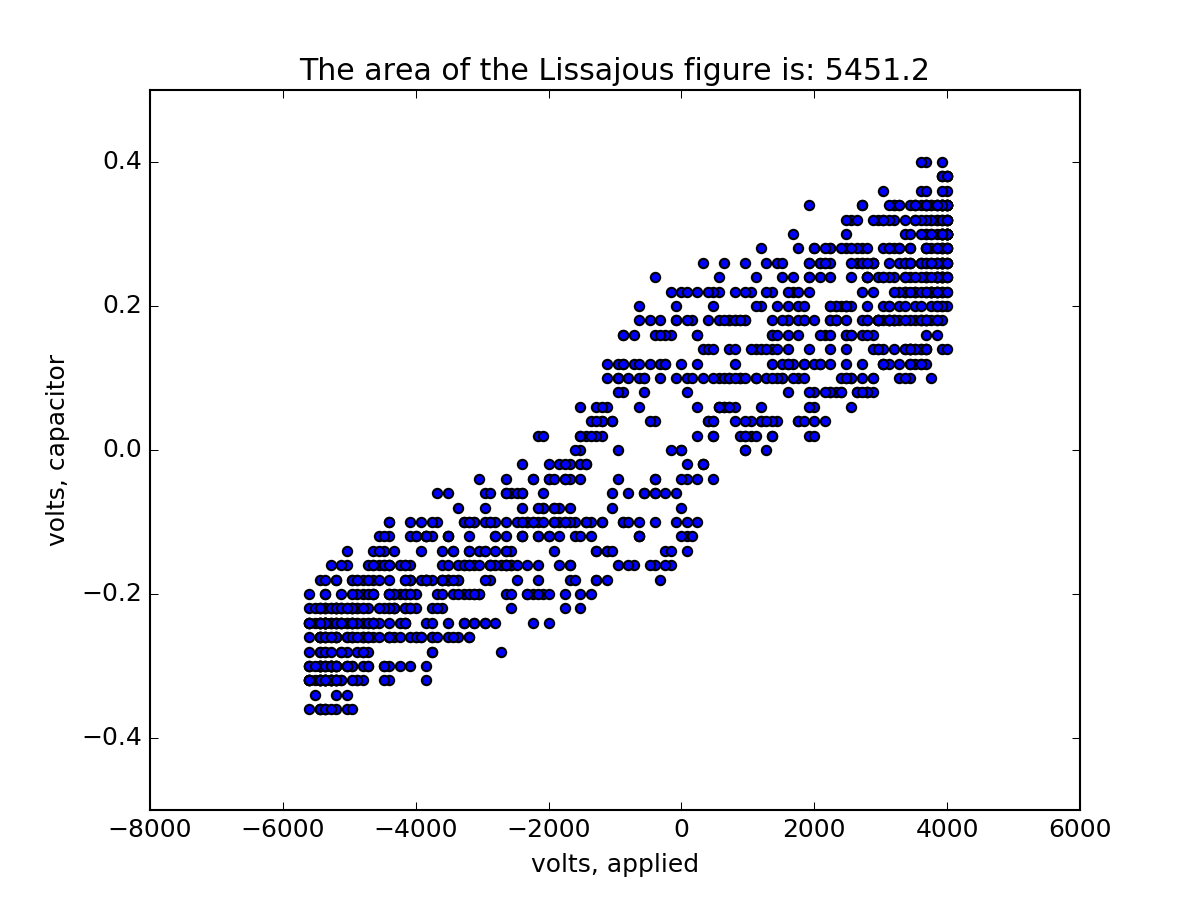 The area of the Lissajous figure is: 5451.2
0.4
0.2
0.0
−0.2
−0.4
volts, capacitor
−8000 −6000 −4000 −2000 0 2000 4000 6000
volts, applied